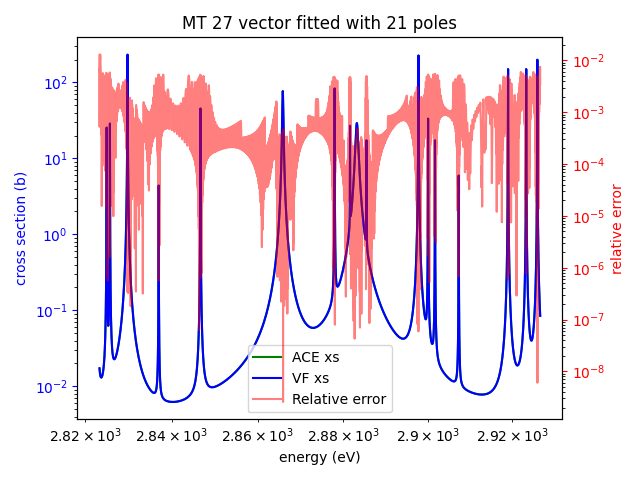 MT 27 vector fitted with 21 poles
10²
10¹
10⁰
10⁻¹
10⁻²
cross section (b)
10⁻²
10⁻³
10⁻⁴
10⁻⁵
10⁻⁶
10⁻⁷
10⁻⁸
relative error
ACE xs
VF xs
Relative error
2.82 × 10³ 2.84 × 10³ 2.86 × 10³ 2.88 × 10³ 2.9 × 10³ 2.92 × 10³
energy (eV)